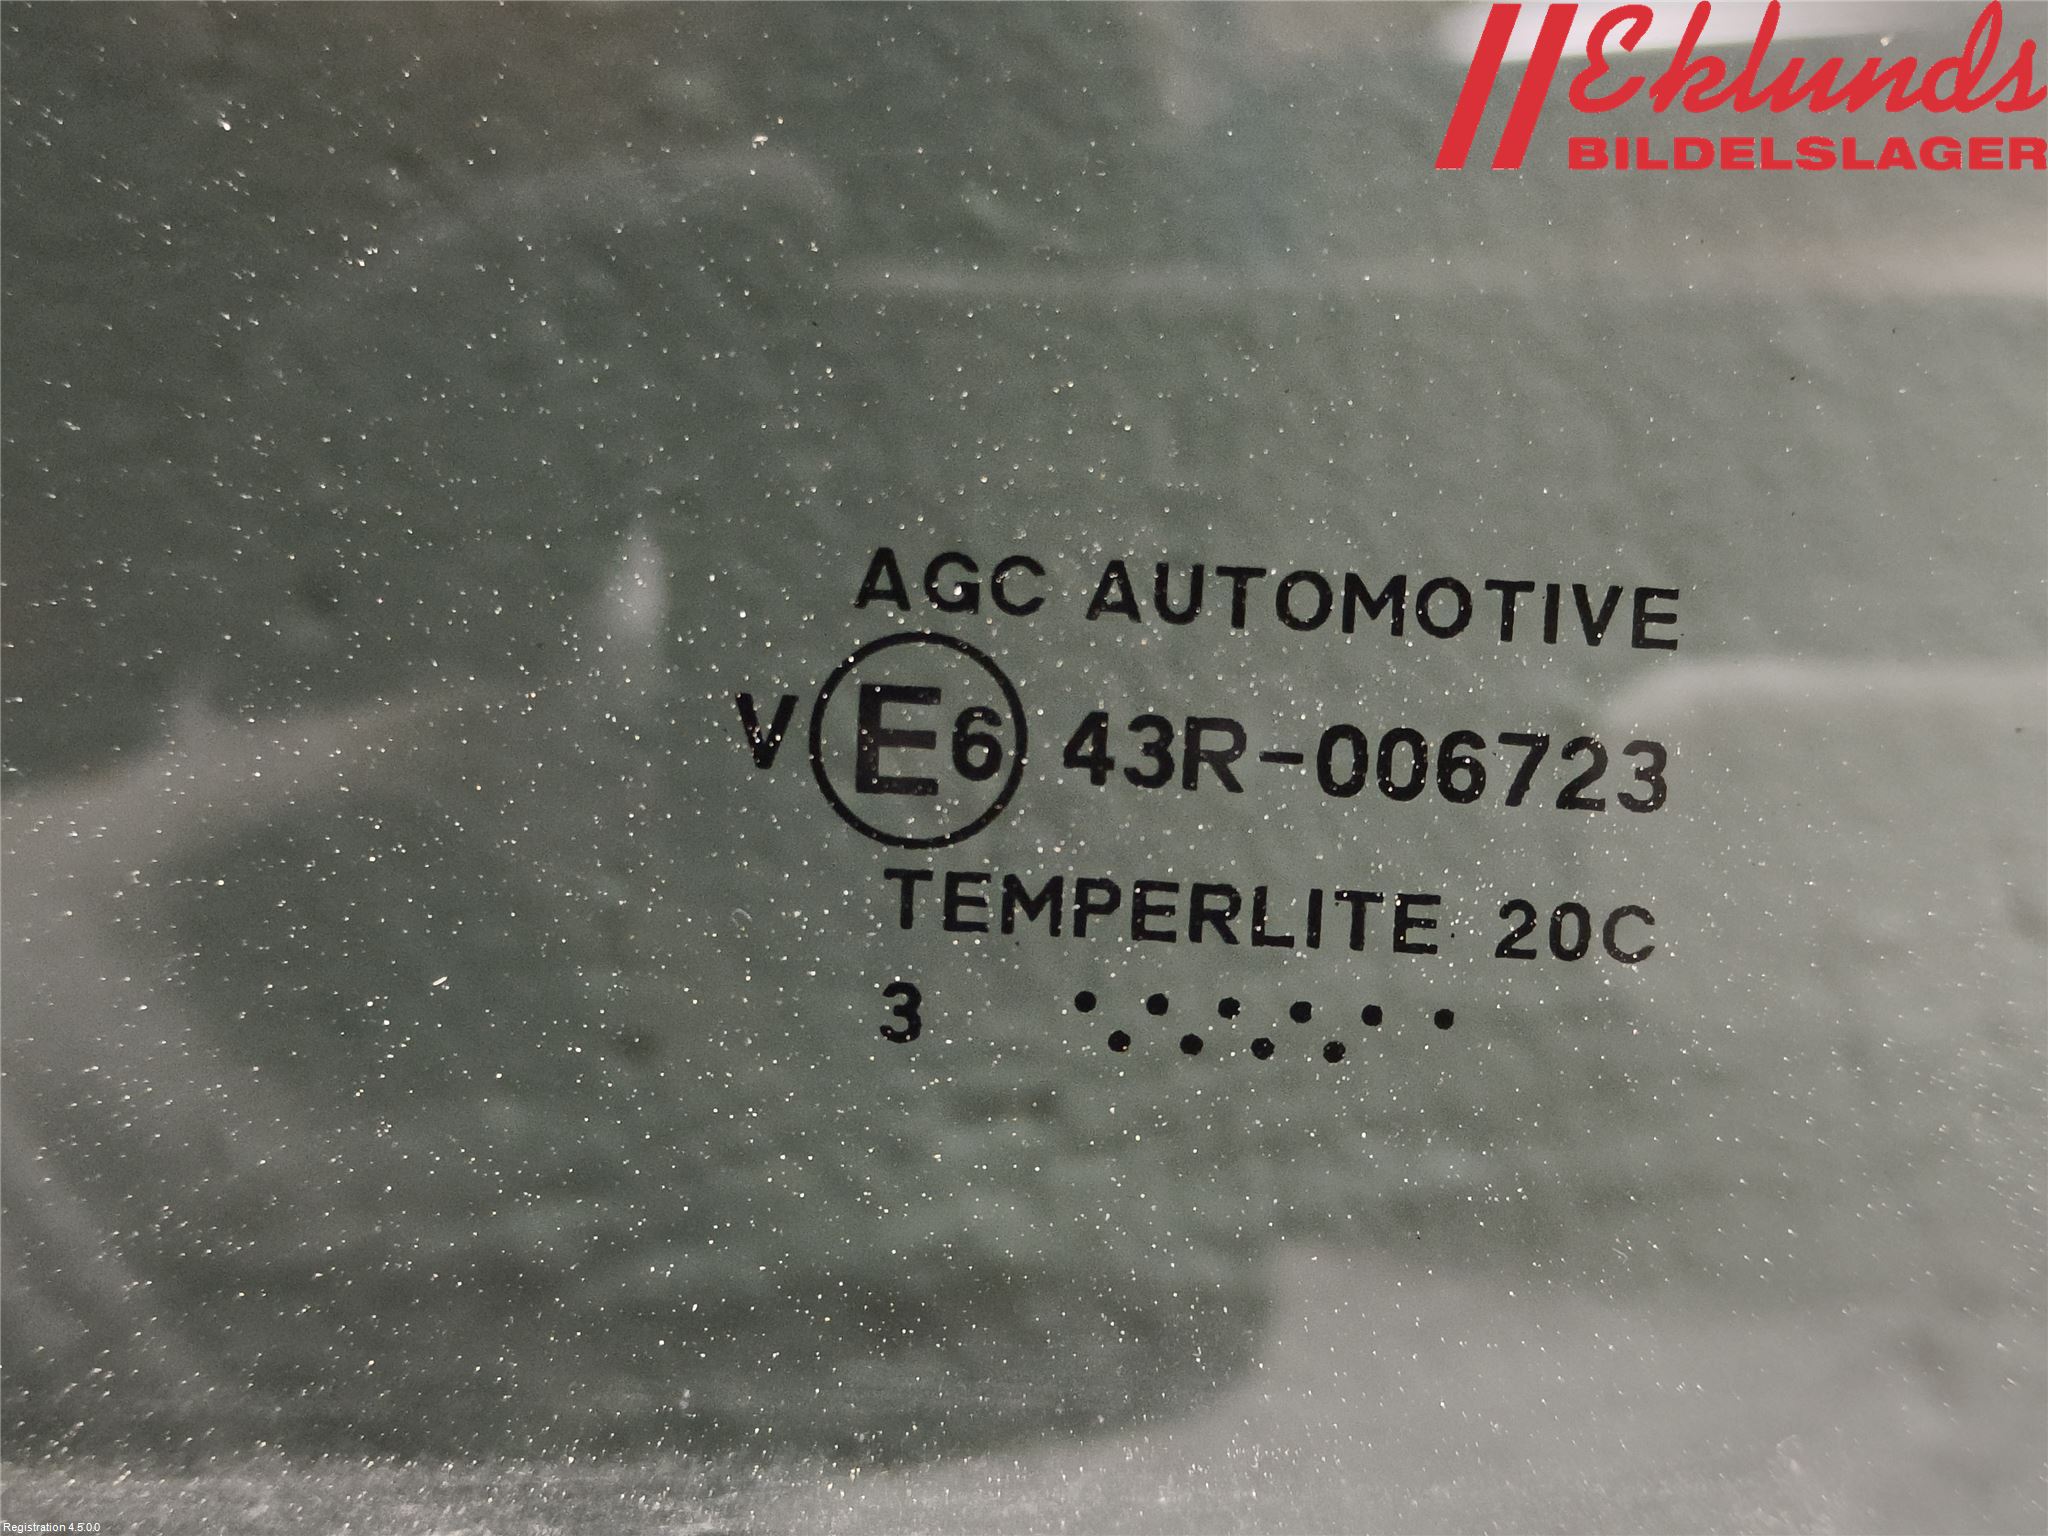 Eklunds
BILDELSLAGER
AGC AUTOMOTIVE
V E6 43R-006723
TEMPERLITE 20C
3
Registration 4.5.0.0